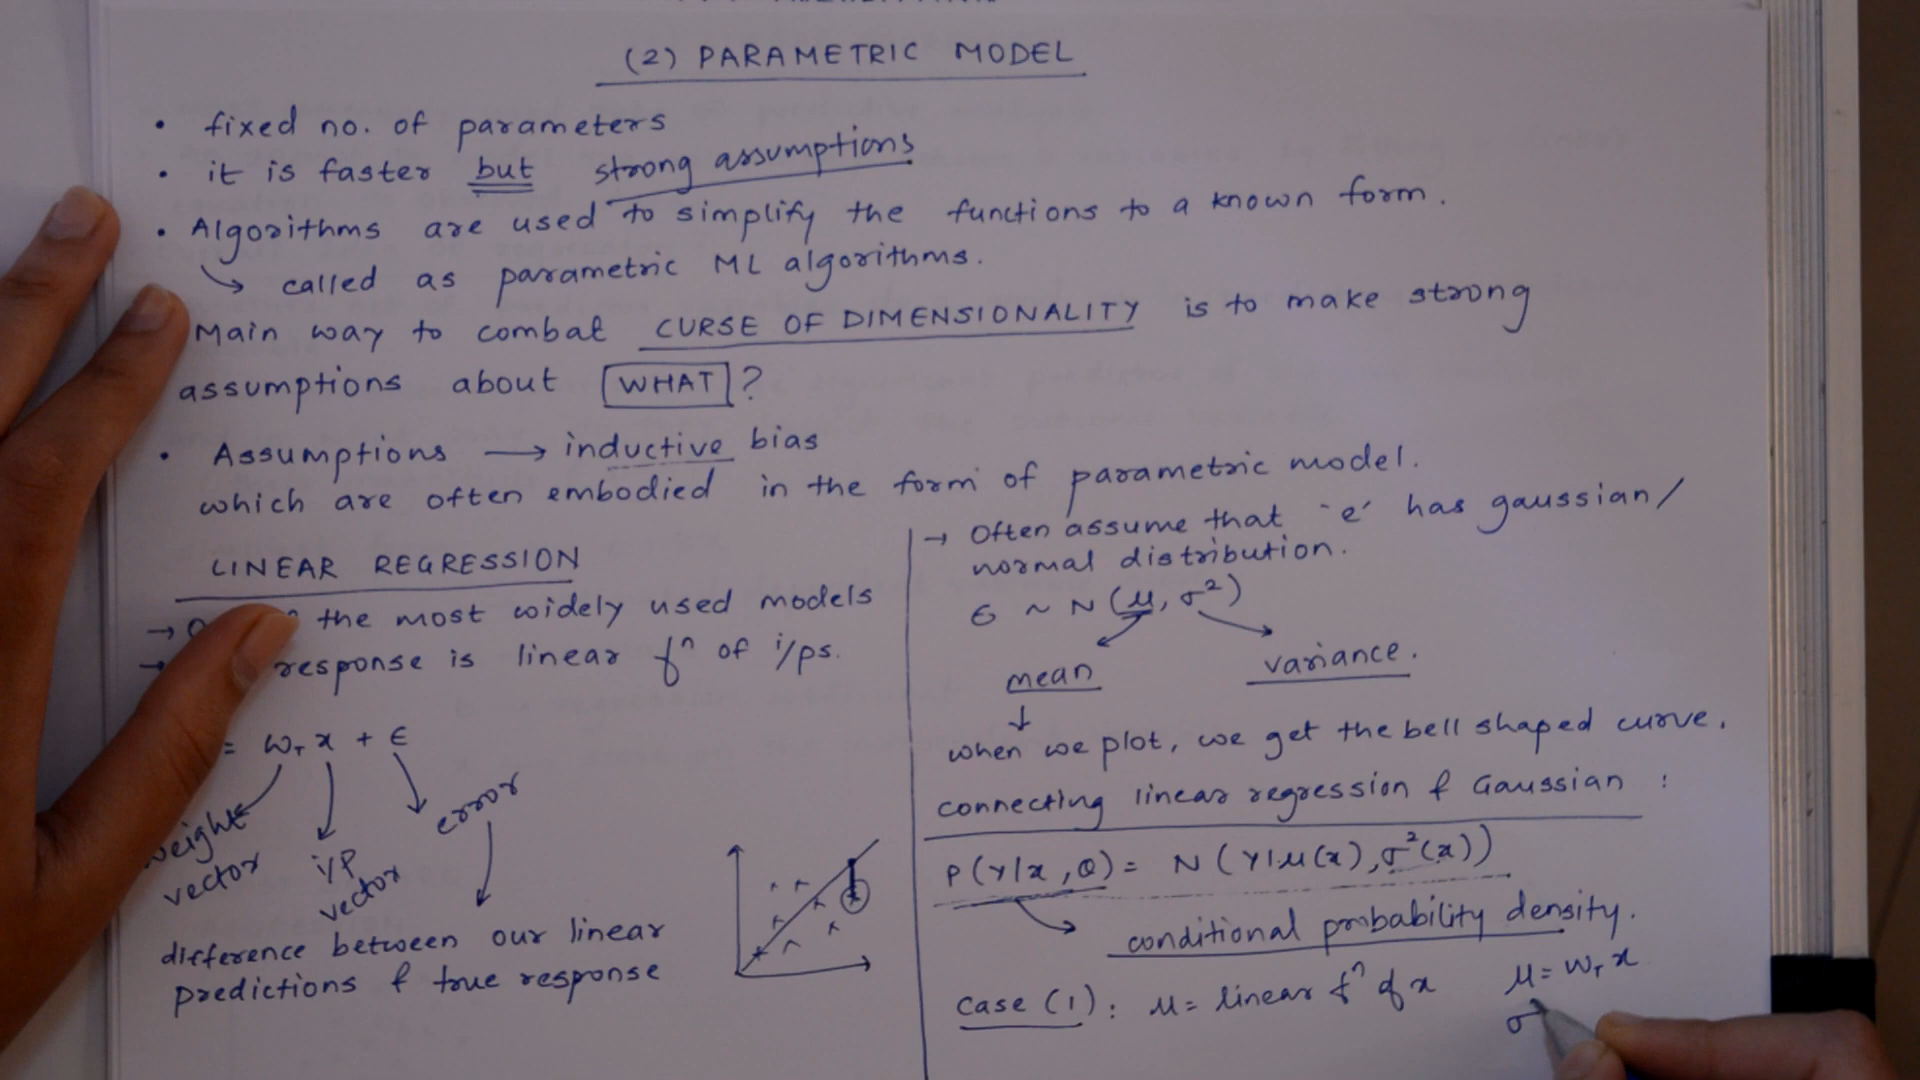 (2) PARAMETRIC MODEL
• fixed no. of parameters
• it is faster but strong assumptions
• Algorithms are used to simplify the functions to a known form.
↳ called as parametric ML algorithms.
Main way to combat CURSE OF DIMENSIONALITY is to make strong
assumptions about WHAT ?
• Assumptions → inductive bias
which are often embodied in the form of parametric model.
LINEAR REGRESSION
→ the most widely used models
→ response is linear fⁿ of i/ps.
= wᵣ x + ϵ
weight
vector
i/p
vector
error
difference between our linear
predictions & true response
→ Often assume that 'e' has gaussian/
normal distribution.
ϵ ~ N (μ, σ²)
mean
variance.
↓
when we plot, we get the bell shaped curve.
connecting linear regression & Gaussian :
P(Y|x, θ) = N (Y|μ(x), σ²(x))
conditional probability density.
Case (1): μ = linear fⁿ of x
μ = wᵣ x
σ